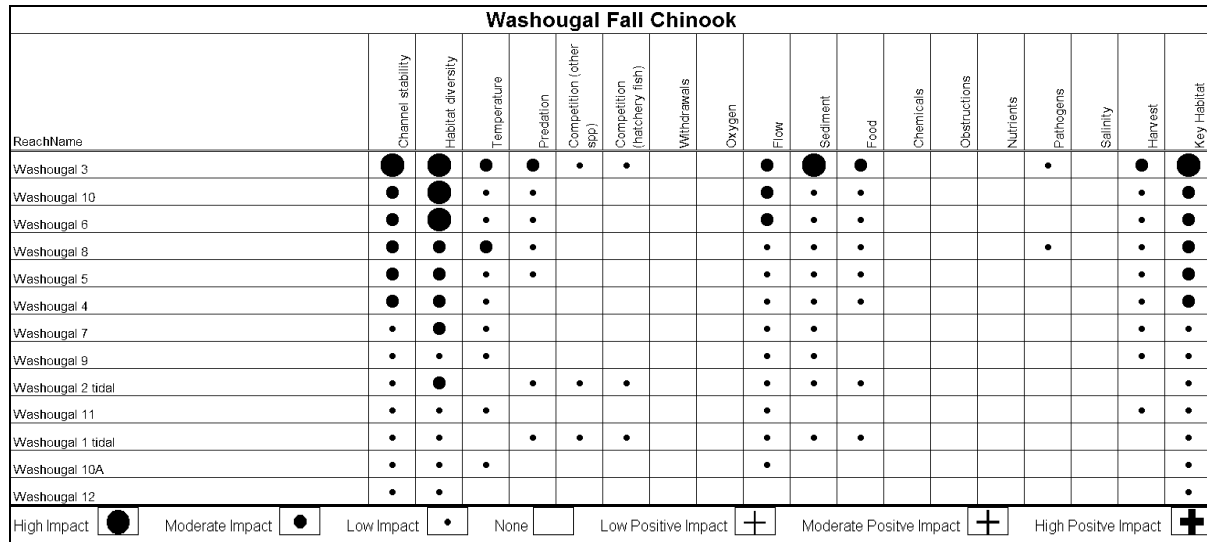 Washougal Fall Chinook
ReachName
Channel stability
Habitat diversity
Temperature
Predation
Competition (other
spp)
Competition
(hatchery fish)
Withdrawals
Oxygen
Flow
Sediment
Food
Chemicals
Obstructions
Nutrients
Pathogens
Salinity
Harvest
Key Habitat
Washougal 3
Washougal 10
Washougal 6
Washougal 8
Washougal 5
Washougal 4
Washougal 7
Washougal 9
Washougal 2 tidal
Washougal 11
Washougal 1 tidal
Washougal 10A
Washougal 12
High Impact Moderate Impact Low Impact None Low Positive Impact Moderate Positve Impact High Positve Impact